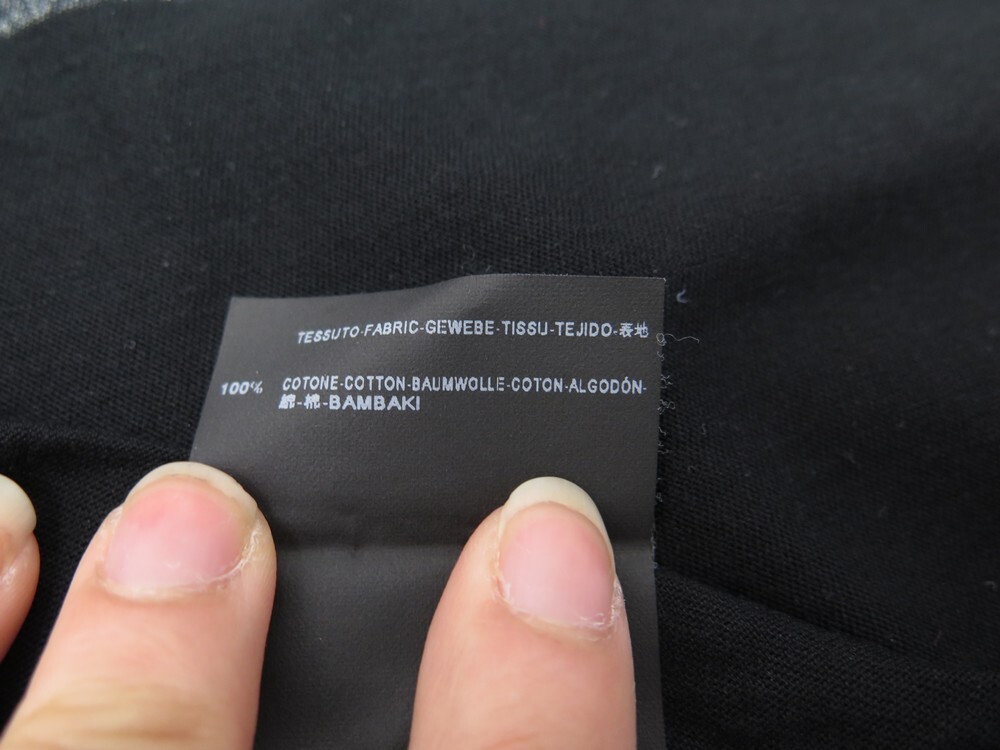 TESSUTO-FABRIC-GEWEBE-TISSU-TEJIDO-表地
100% COTONE-COTTON-BAUMWOLLE-COTON-ALGODÓN-
綿-棉-BAMBAKI